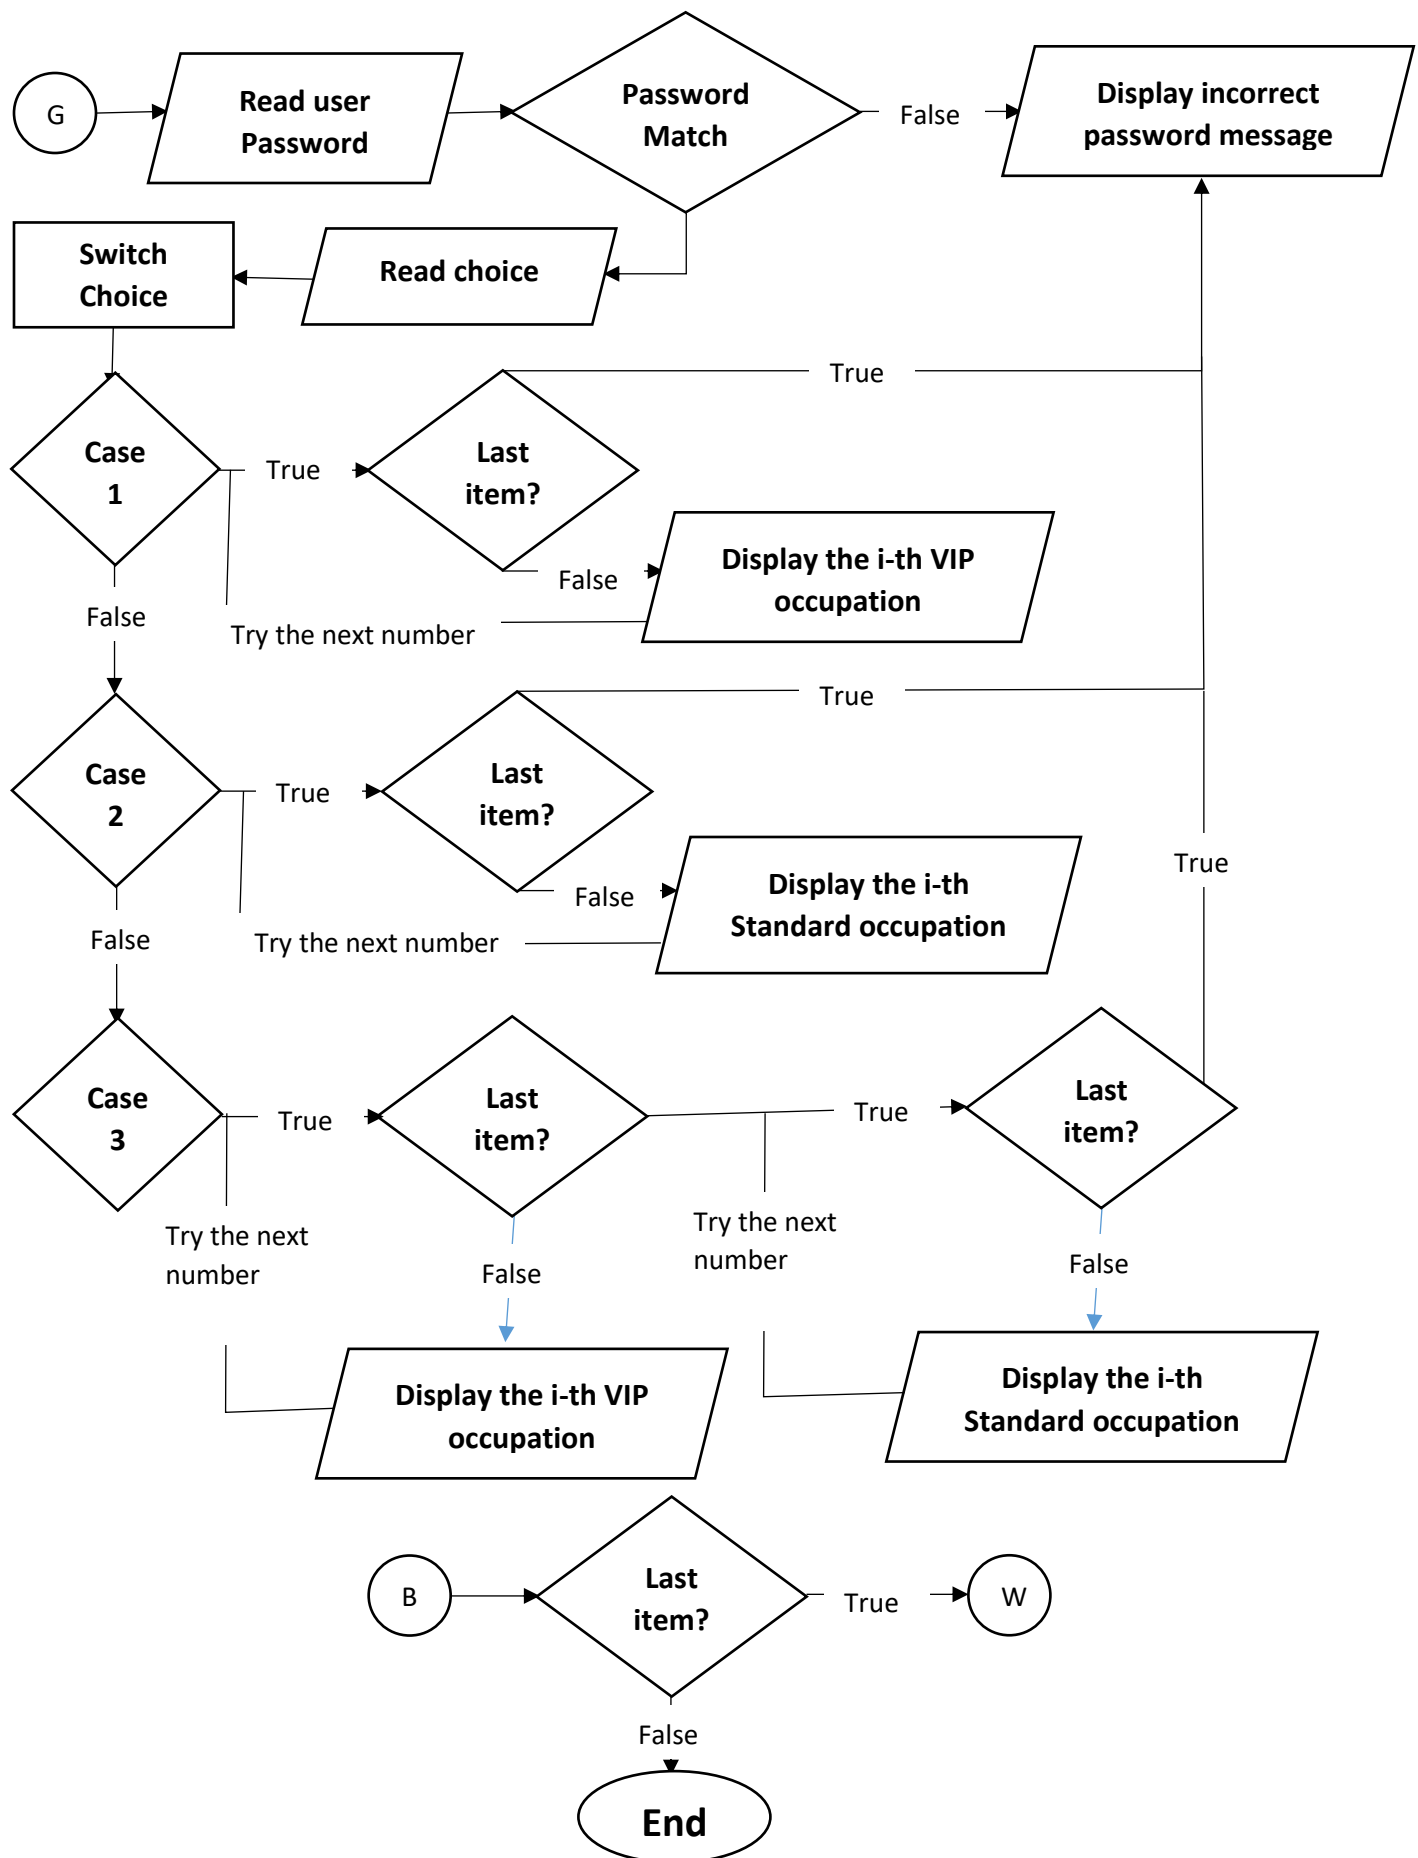 G
Read user
Password
Password
Match
False
Display incorrect
password message
Switch
Choice
Read choice
Case
1
True
Last
item?
True
False
Display the i-th VIP
occupation
Try the next number
False
Case
2
True
Last
item?
True
False
Display the i-th
Standard occupation
Try the next number
True
False
Case
3
True
Last
item?
True
Last
item?
Try the next
number
False
Try the next
number
False
Display the i-th VIP
occupation
Display the i-th
Standard occupation
B
Last
item?
True
W
False
End